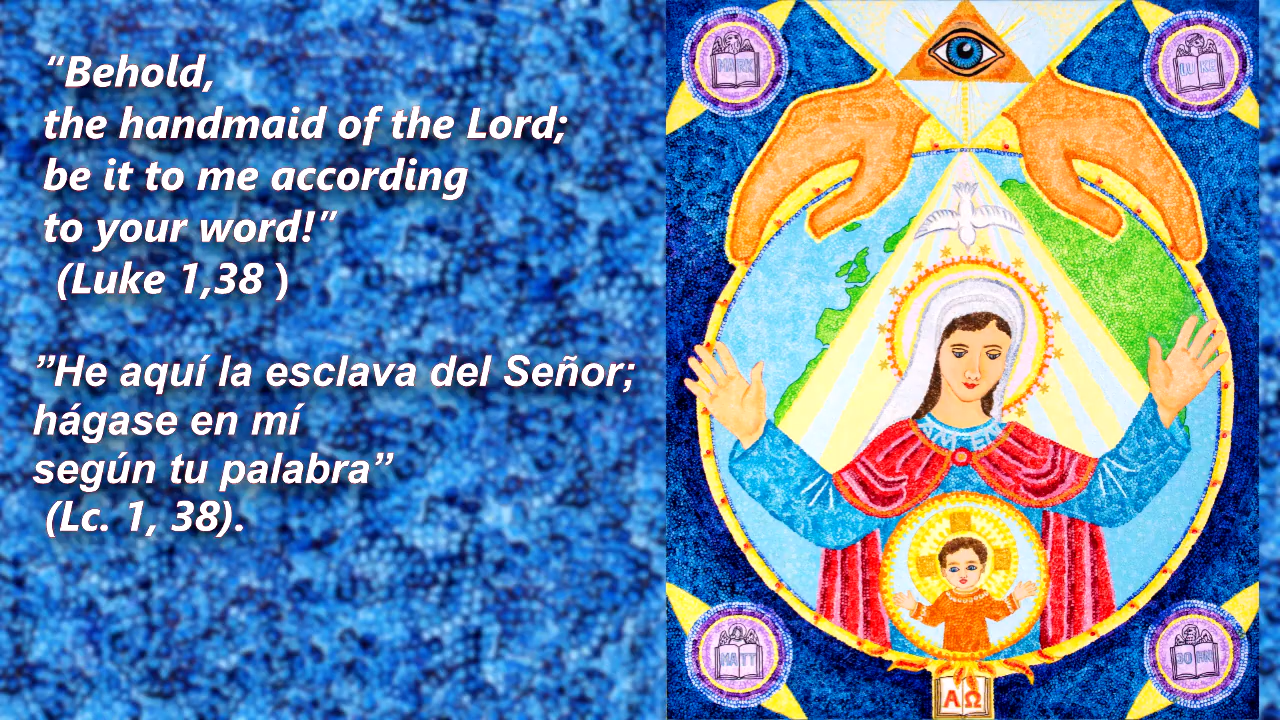 “Behold,
the handmaid of the Lord;
be it to me according
to your word!”
(Luke 1,38 )
”He aquí la esclava del Señor;
hágase en mí
según tu palabra”
(Lc. 1, 38).
MARK
LUKE
MATT
JOHN
A Ω